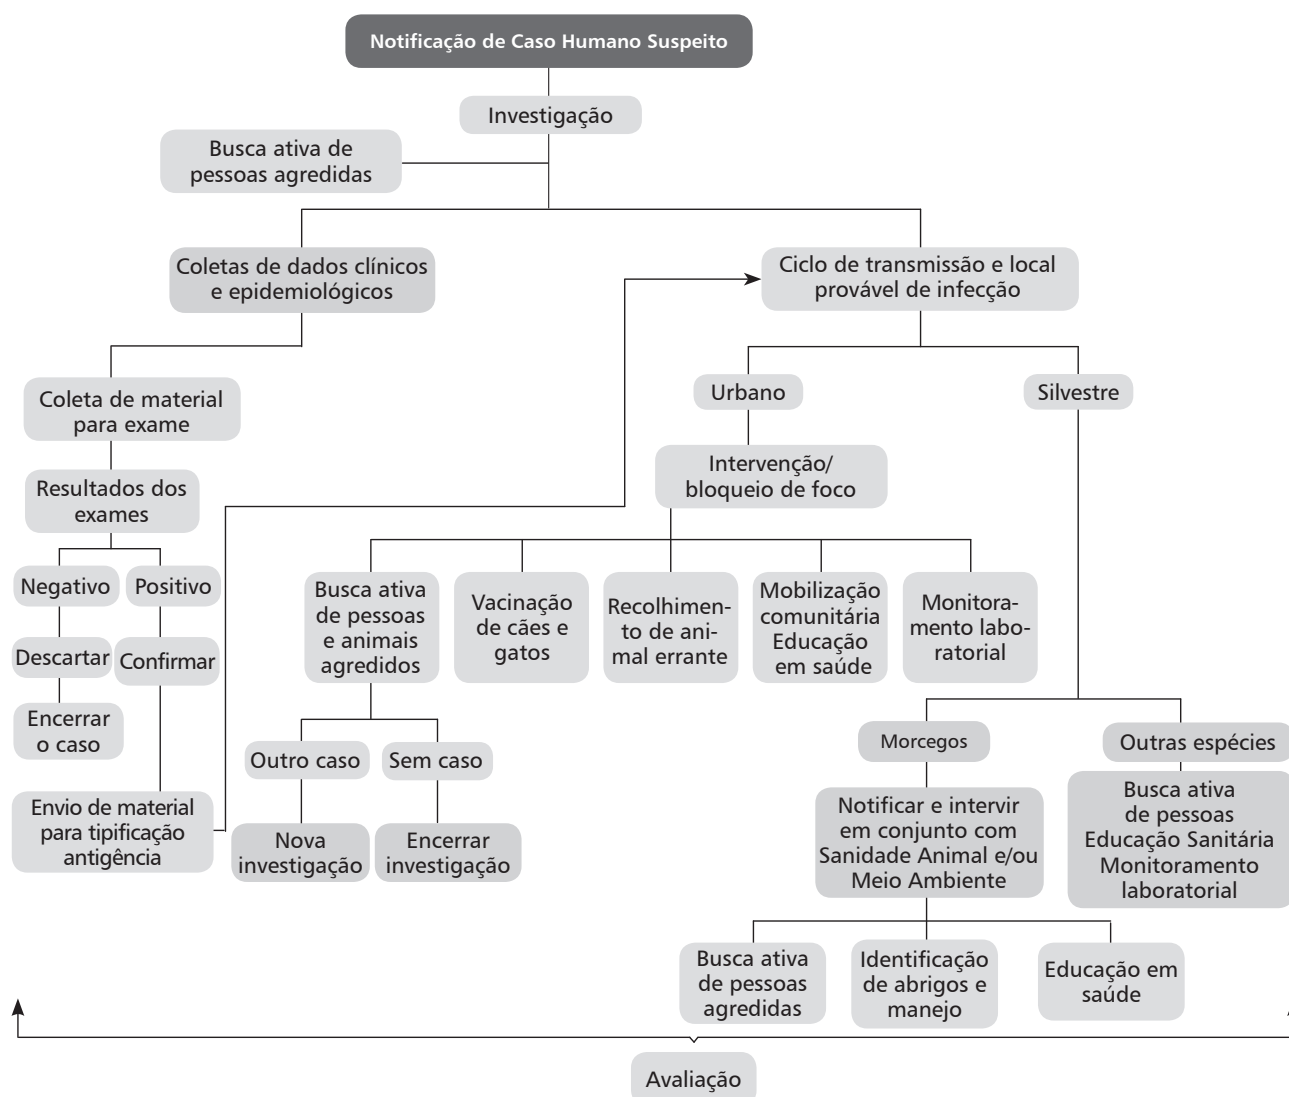 Notificação de Caso Humano Suspeito
Investigação
Busca ativa de
pessoas agredidas
Coletas de dados clínicos
e epidemiológicos
Ciclo de transmissão e local
provável de infecção
Coleta de material
para exame
Urbano
Silvestre
Intervenção/
bloqueio de foco
Resultados dos
exames
Negativo
Positivo
Descartar
Confirmar
Encerrar
o caso
Envio de material
para tipificação
antigência
Busca ativa
de pessoas
e animais
agredidos
Vacinação
de cães e
gatos
Recolhimen-
to de ani-
mal errante
Mobilização
comunitária
Educação
em saúde
Monitora-
mento labo-
ratorial
Outro caso
Sem caso
Nova
investigação
Encerrar
investigação
Morcegos
Outras espécies
Notificar e intervir
em conjunto com
Sanidade Animal e/ou
Meio Ambiente
Busca ativa
de pessoas
Educação Sanitária
Monitoramento
laboratorial
Busca ativa
de pessoas
agredidas
Identificação
de abrigos e
manejo
Educação em
saúde
Avaliação